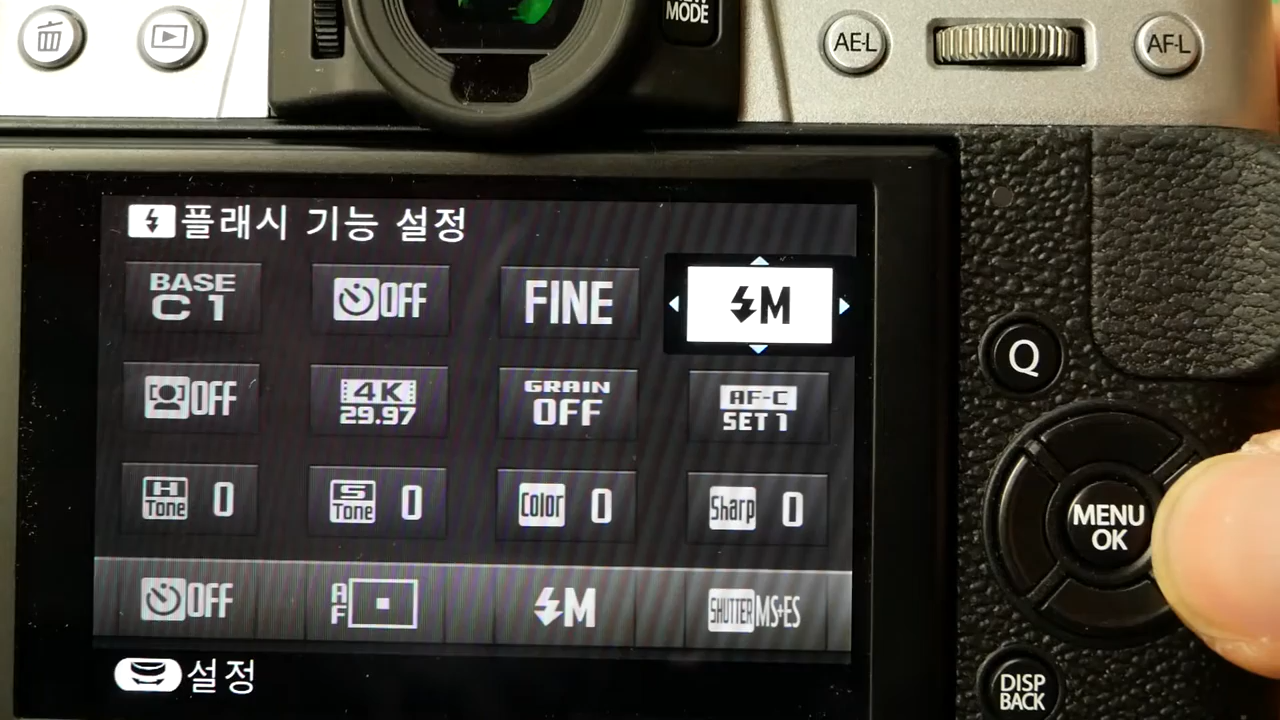 MODE
AE-L
AF-L
플래시 기능 설정
BASE
C 1
OFF
FINE
M
OFF
4K
29.97
GRAIN
OFF
AF-C
SET 1
H
Tone
0
S
Tone
0
Color
0
Sharp
0
OFF
AF
M
SHUTTER
MS+ES
설정
Q
MENU
OK
DISP
BACK